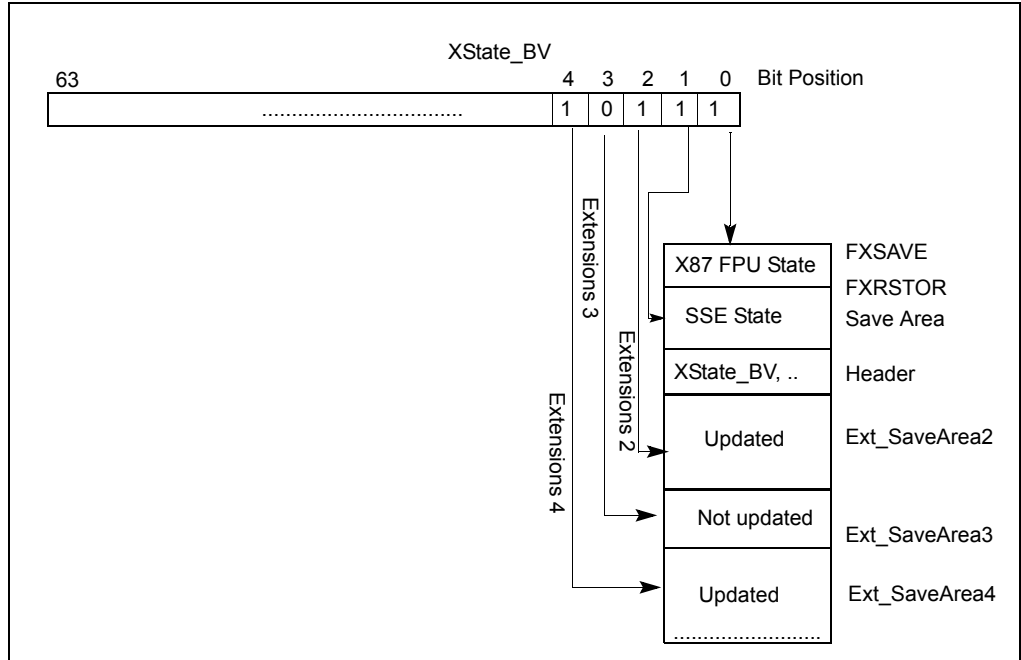 XState_BV
63 4 3 2 1 0 Bit Position
.................................. 1 0 1 1 1
Extensions 3
Extensions 2
Extensions 4
X87 FPU State
FXSAVE
FXRSTOR
SSE State
Save Area
XState_BV, ..
Header
Updated
Ext_SaveArea2
Not updated
Ext_SaveArea3
Updated
Ext_SaveArea4
.........................